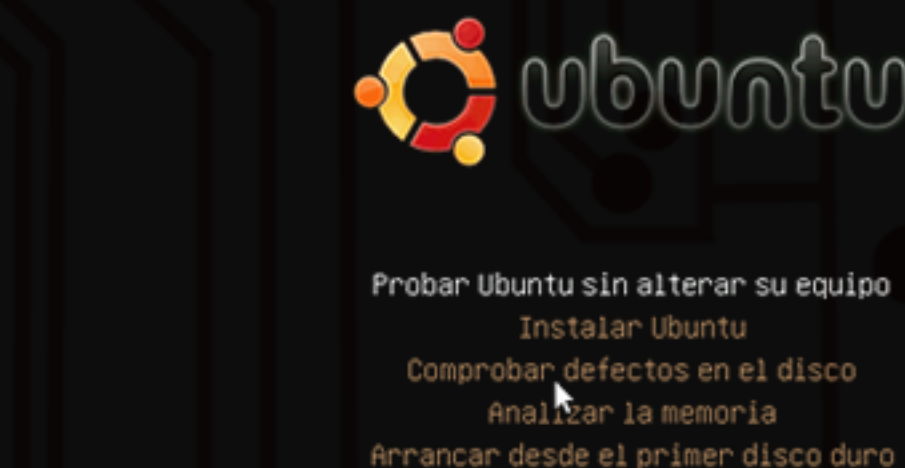 ubuntu
Probar Ubuntu sin alterar su equipo
Instalar Ubuntu
Comprobar defectos en el disco
Analizar la memoria
Arrancar desde el primer disco duro